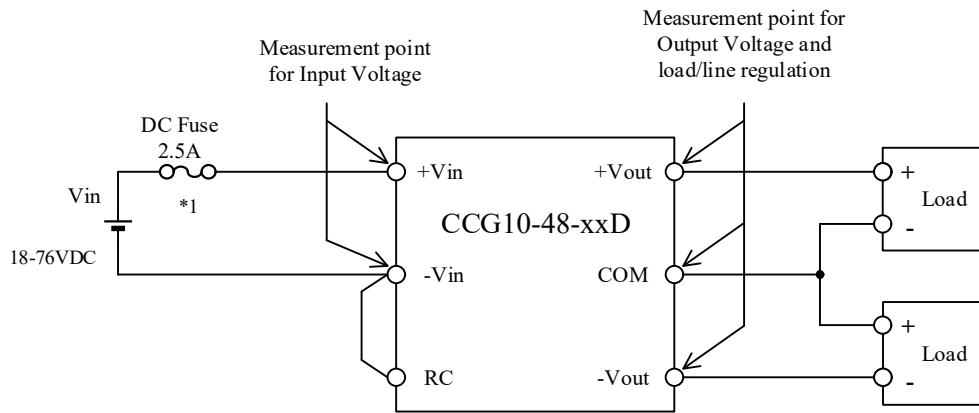 Measurement point
for Input Voltage
Measurement point for
Output Voltage and
load/line regulation
DC Fuse
2.5A
*1
Vin
18-76VDC
+Vin
-Vin
RC
CCG10-48-xxD
+Vout
COM
-Vout
+
Load
-
+
Load
-